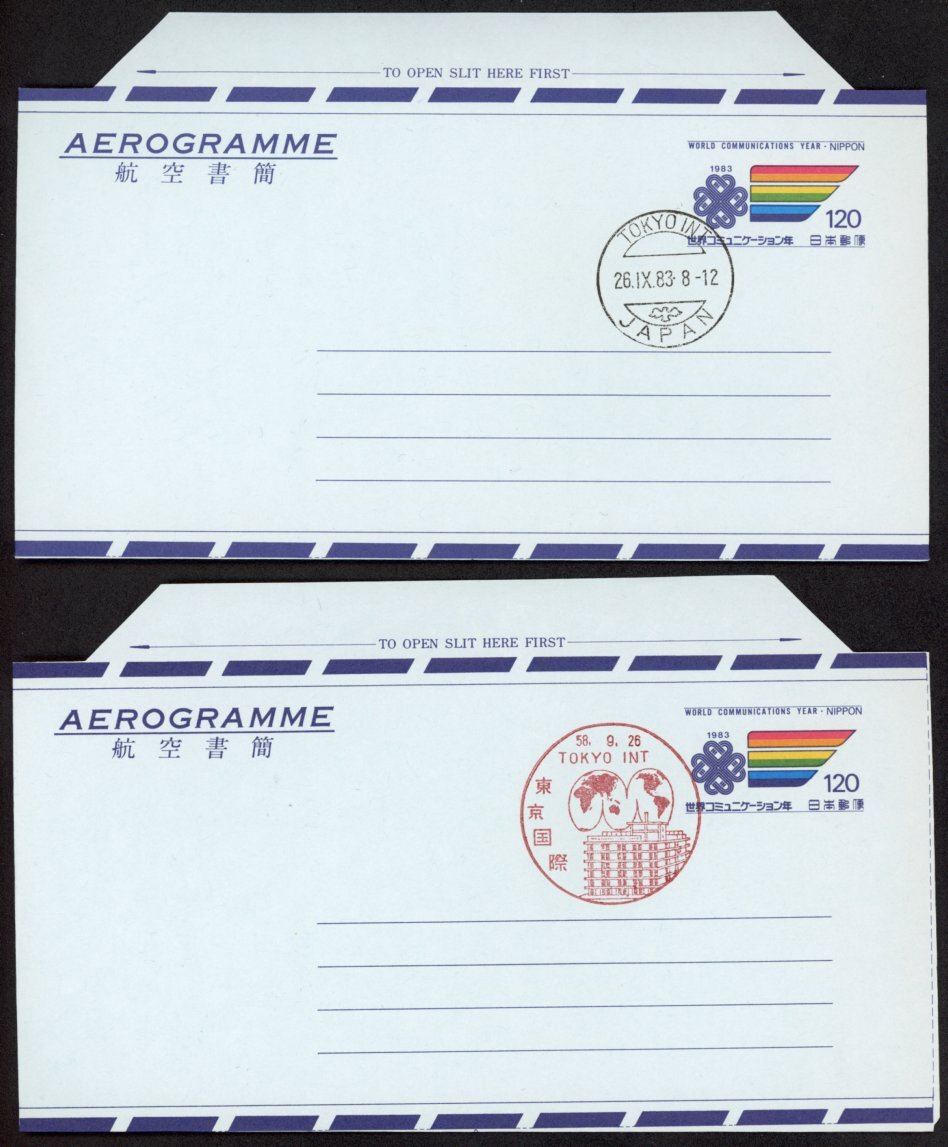 TO OPEN SLIT HERE FIRST
AEROGRAMME
航空書簡
WORLD COMMUNICATIONS YEAR・NIPPON
1983
120
世界コミュニケーション年 日本郵便
TOKYO INT
26.IX.83・8-12
JAPAN
TO OPEN SLIT HERE FIRST
AEROGRAMME
航空書簡
WORLD COMMUNICATIONS YEAR・NIPPON
1983
120
世界コミュニケーション年 日本郵便
58. 9. 26
TOKYO INT
東京国際